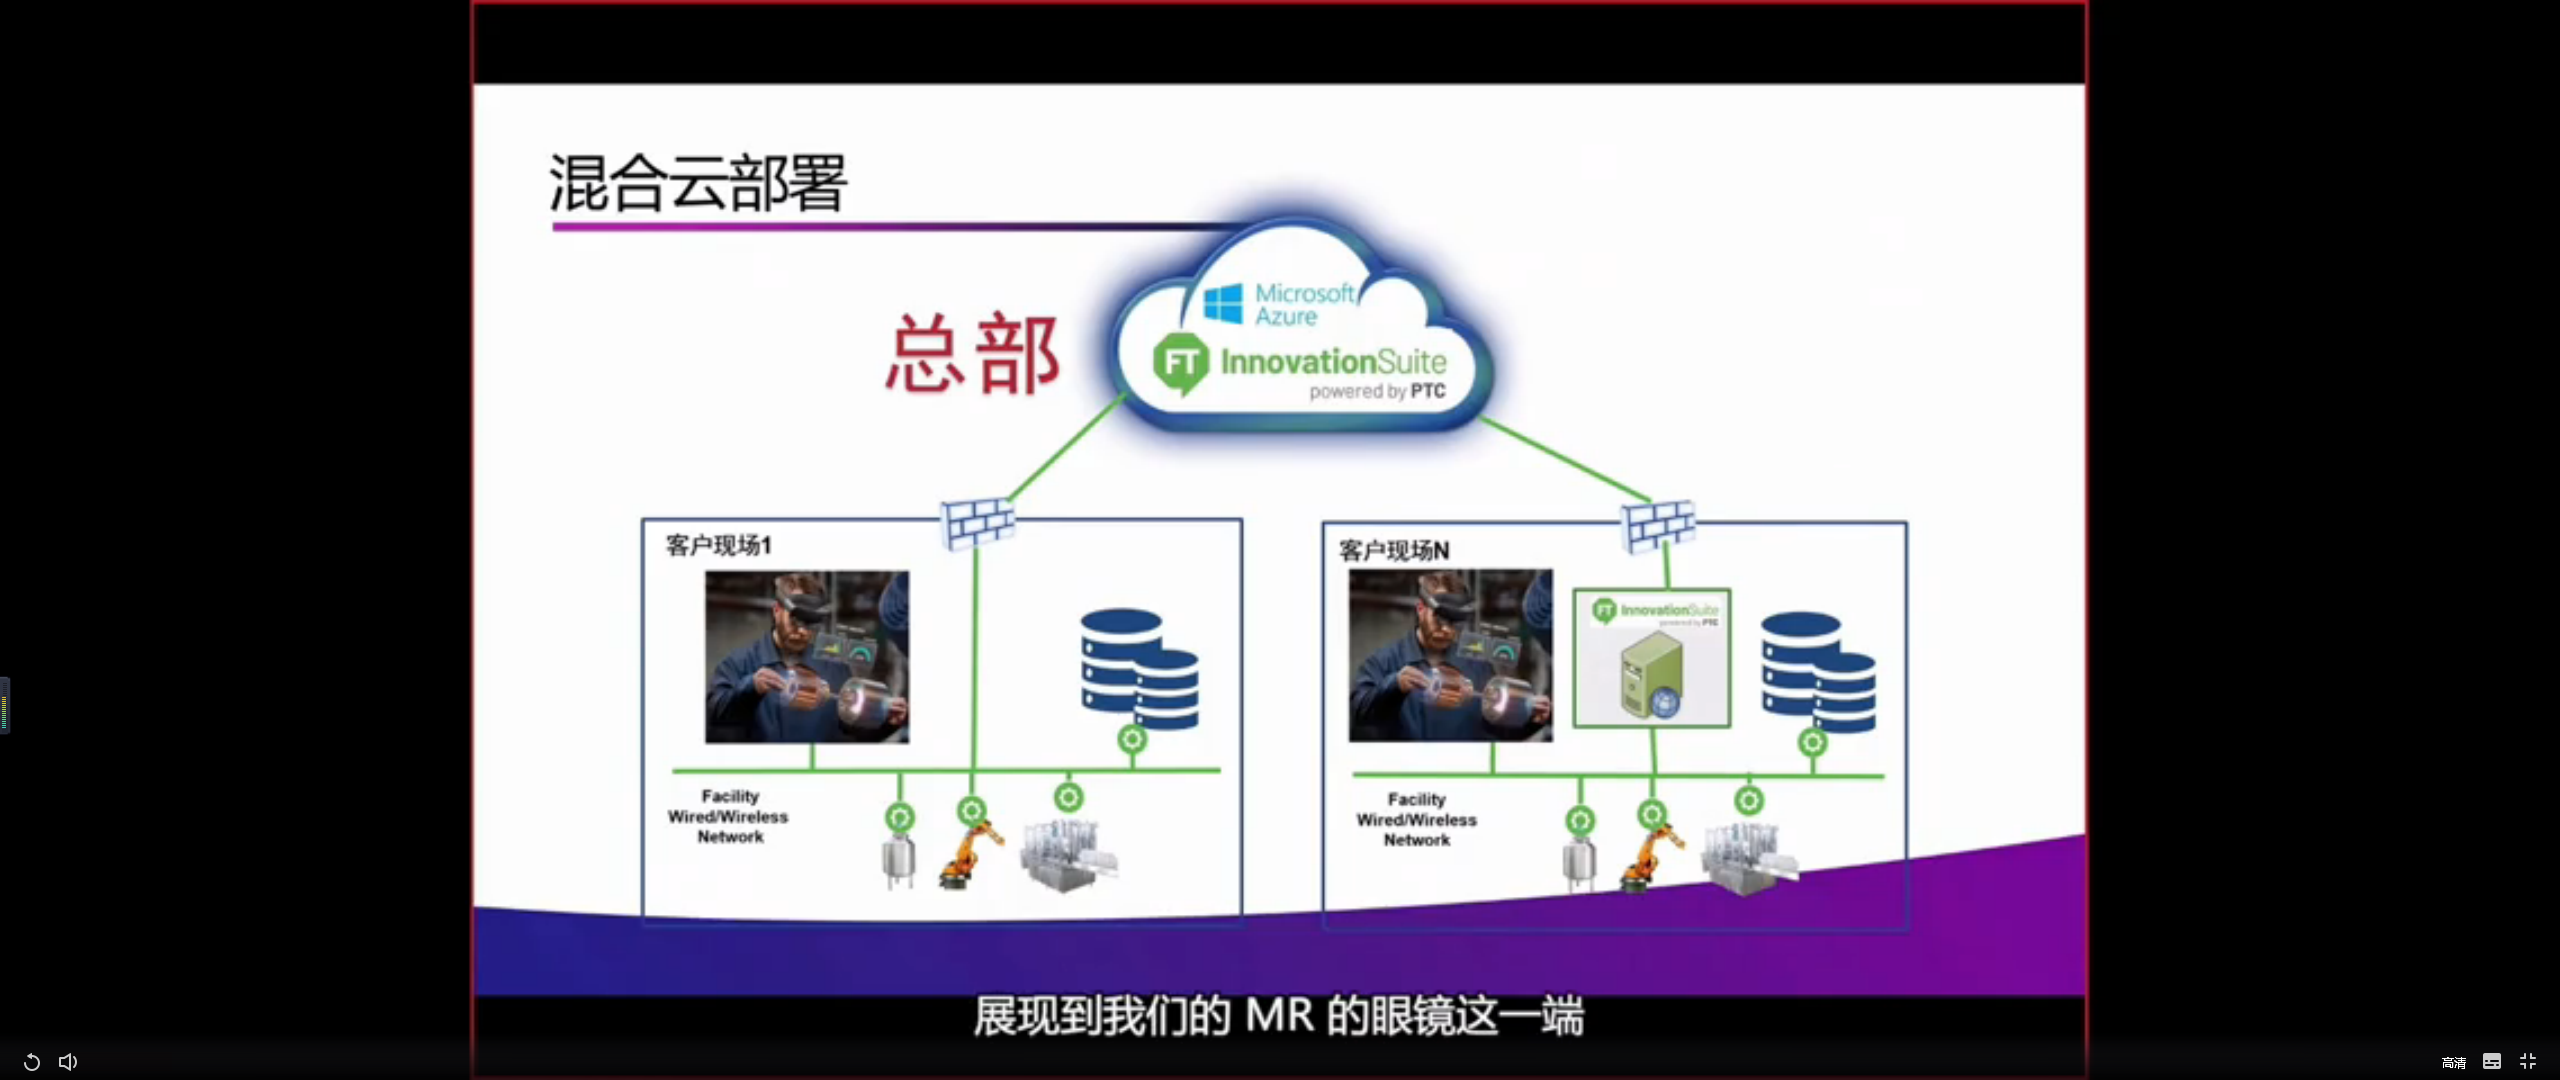 混合云部署
总部
Microsoft
Azure
FT InnovationSuite
powered by PTC
客户现场1
Facility
Wired/Wireless
Network
客户现场N
FT InnovationSuite
powered by PTC
Facility
Wired/Wireless
Network
展现到我们的 MR 的眼镜这一端
高清